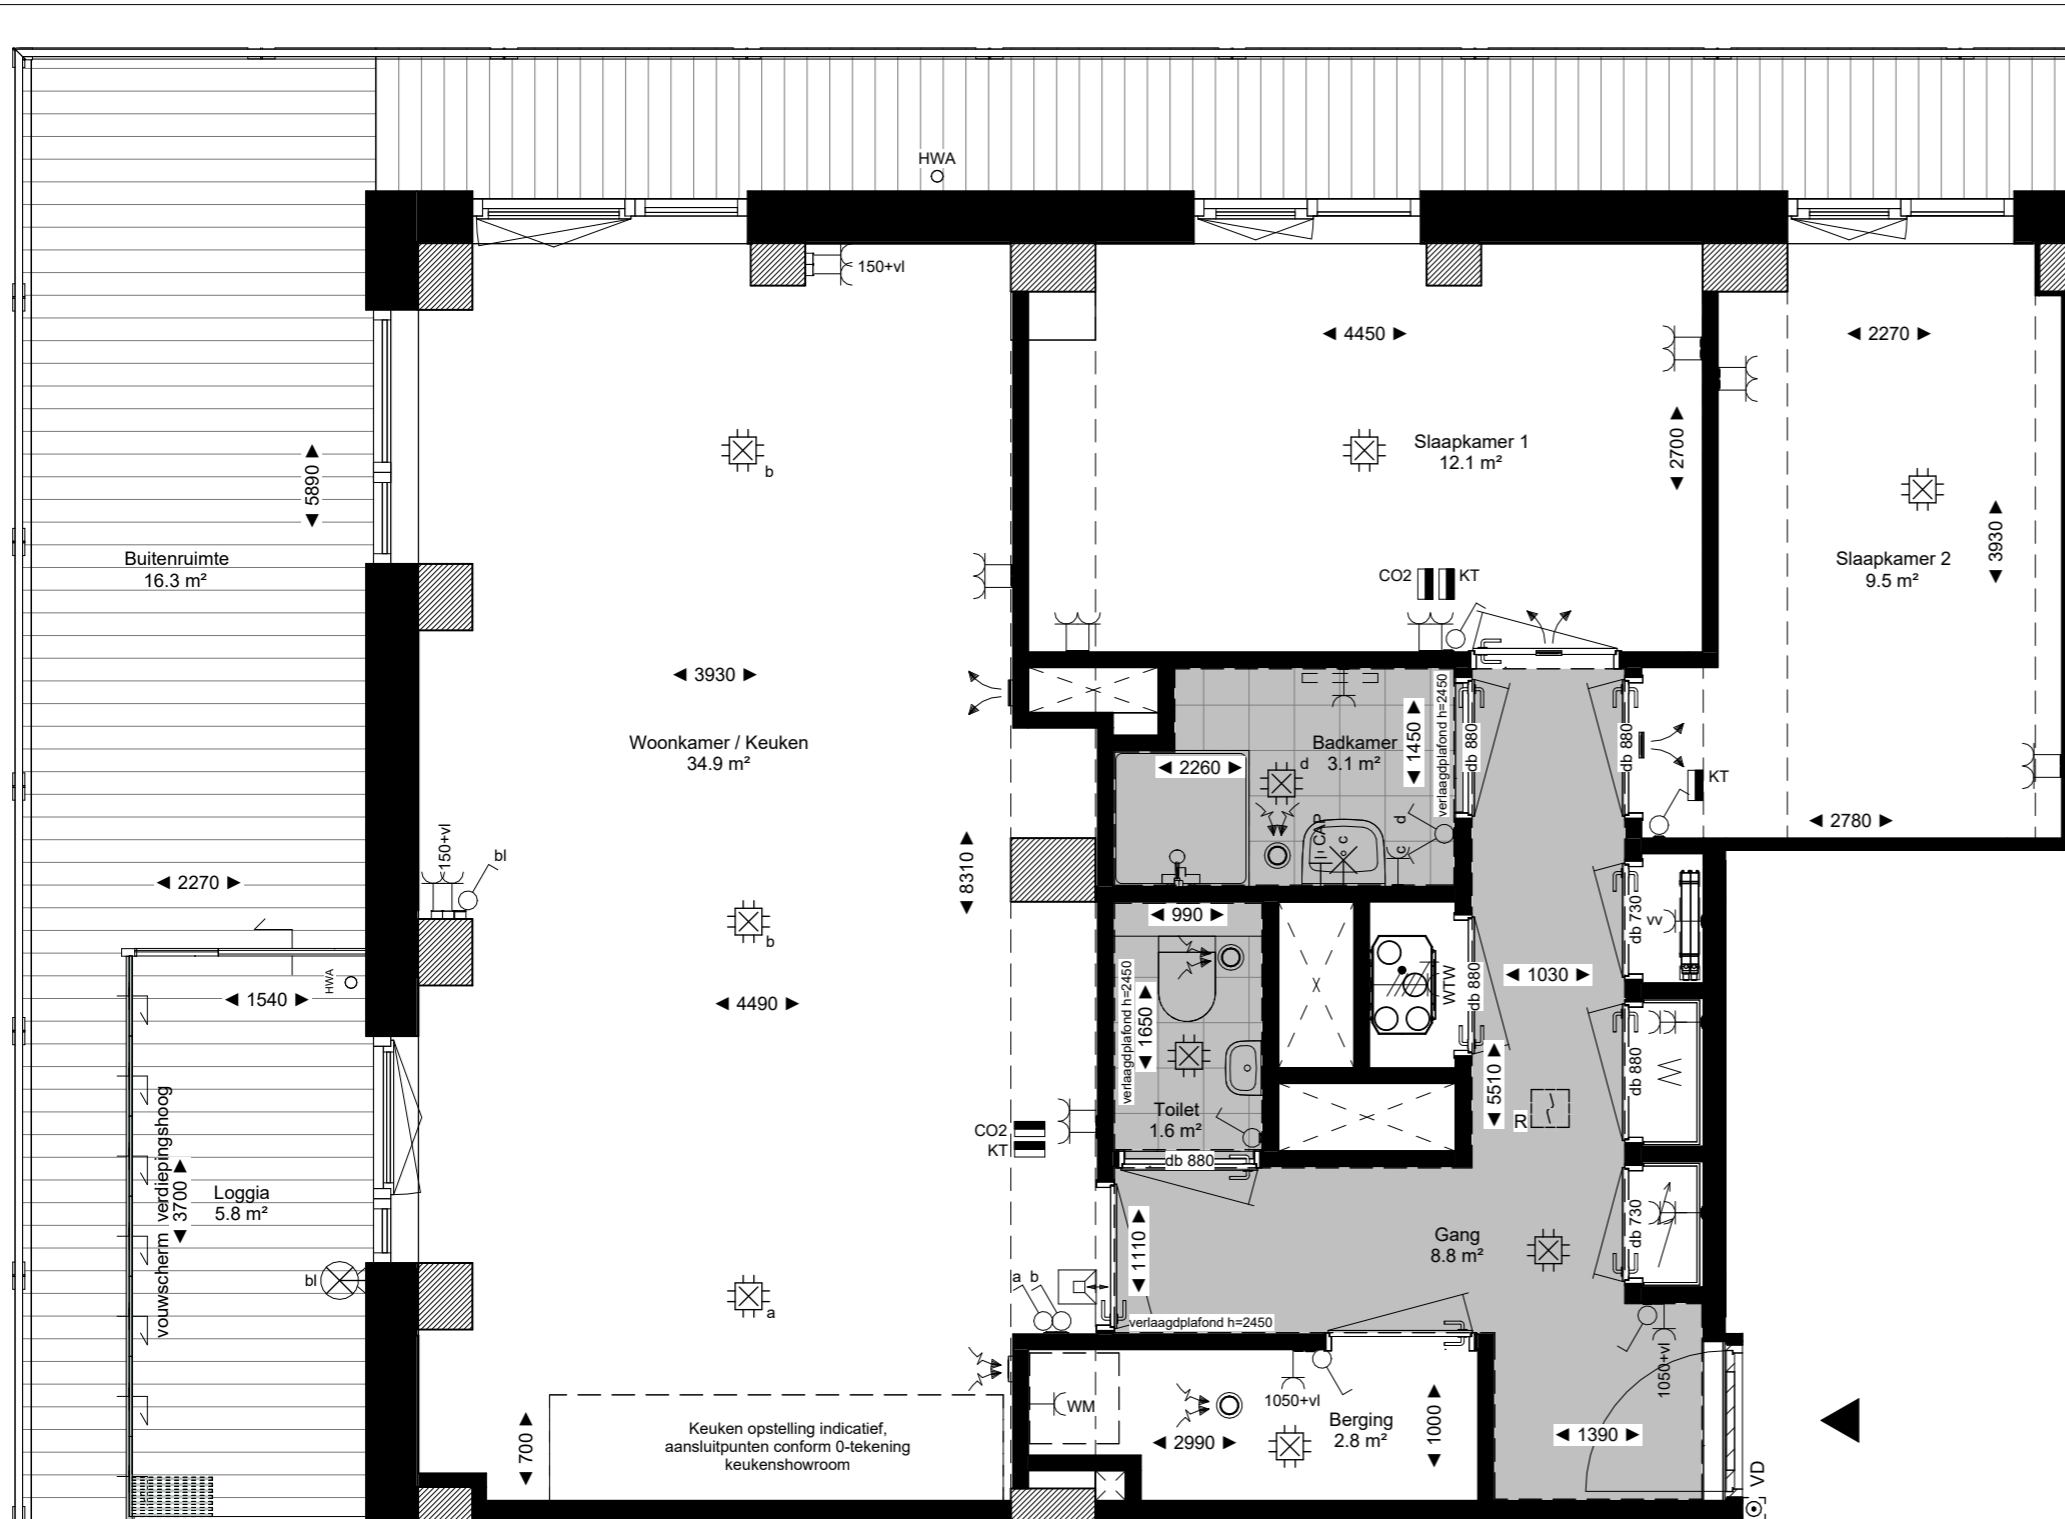 HWA
150+vl
4450
2270
b
Slaapkamer 1
12.1 m²
2700
5890
Buitenruimte
16.3 m²
3930
Slaapkamer 2
9.5 m²
CO2
KT
3930
Woonkamer / Keuken
34.9 m²
2260
d
Badkamer
3.1 m²
1450
verlaagdplafond h=2450
db 880
db 880
KT
2780
CAP
c
d
c
150+vl
bl
8310
2270
990
db 730
vv
b
HWA
1540
4490
verlaagdplafond h=2450
1650
WTW
db 880
1030
5510
R
db 880
Toilet
1.6 m²
CO2
KT
db 880
vouwscherm verdiepingshoog
3700
Loggia
5.8 m²
1110
Gang
8.8 m²
db 730
bl
a
a b
verlaagdplafond h=2450
1050+vl
WM
1050+vl
Berging
2.8 m²
1000
2990
1390
700
Keuken opstelling indicatief,
aansluitpunten conform 0-tekening
keukenshowroom
VD